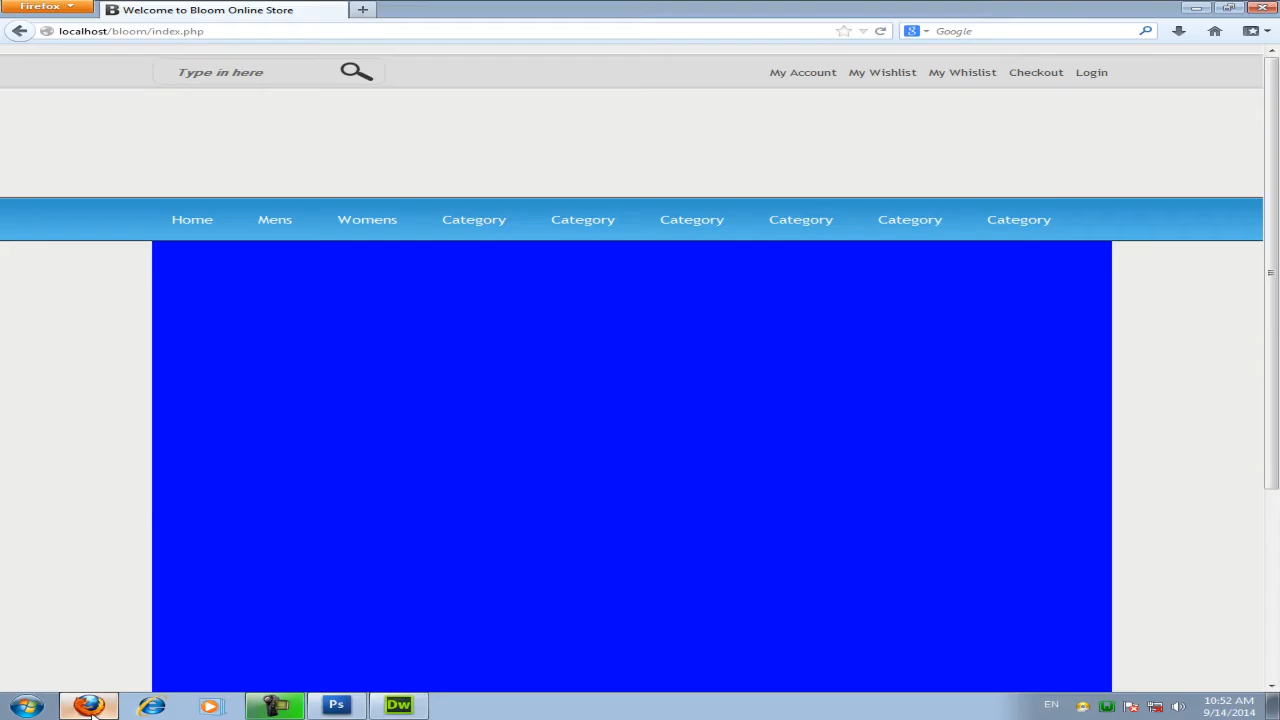 Firefox
B Welcome to Bloom Online Store
+
localhost/bloom/index.php
Google
Type in here
My Account My Wishlist My Whislist Checkout Login
Home Mens Womens Category Category Category Category Category Category
Ps Dw EN 10:52 AM
9/14/2014